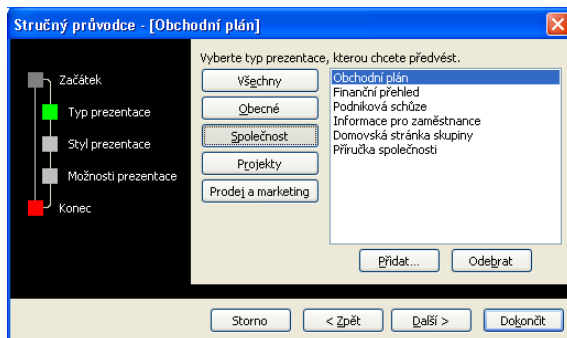 Stručný průvodce - [Obchodní plán]
Začátek
Typ prezentace
Styl prezentace
Možnosti prezentace
Konec
Vyberte typ prezentace, kterou chcete předvést.
Všechny
Obecné
Společnost
Projekty
Prodej a marketing
Obchodní plán
Finanční přehled
Podniková schůze
Informace pro zaměstnance
Domovská stránka skupiny
Příručka společnosti
Přidat...
Odebrat
Storno
< Zpět
Další >
Dokončit